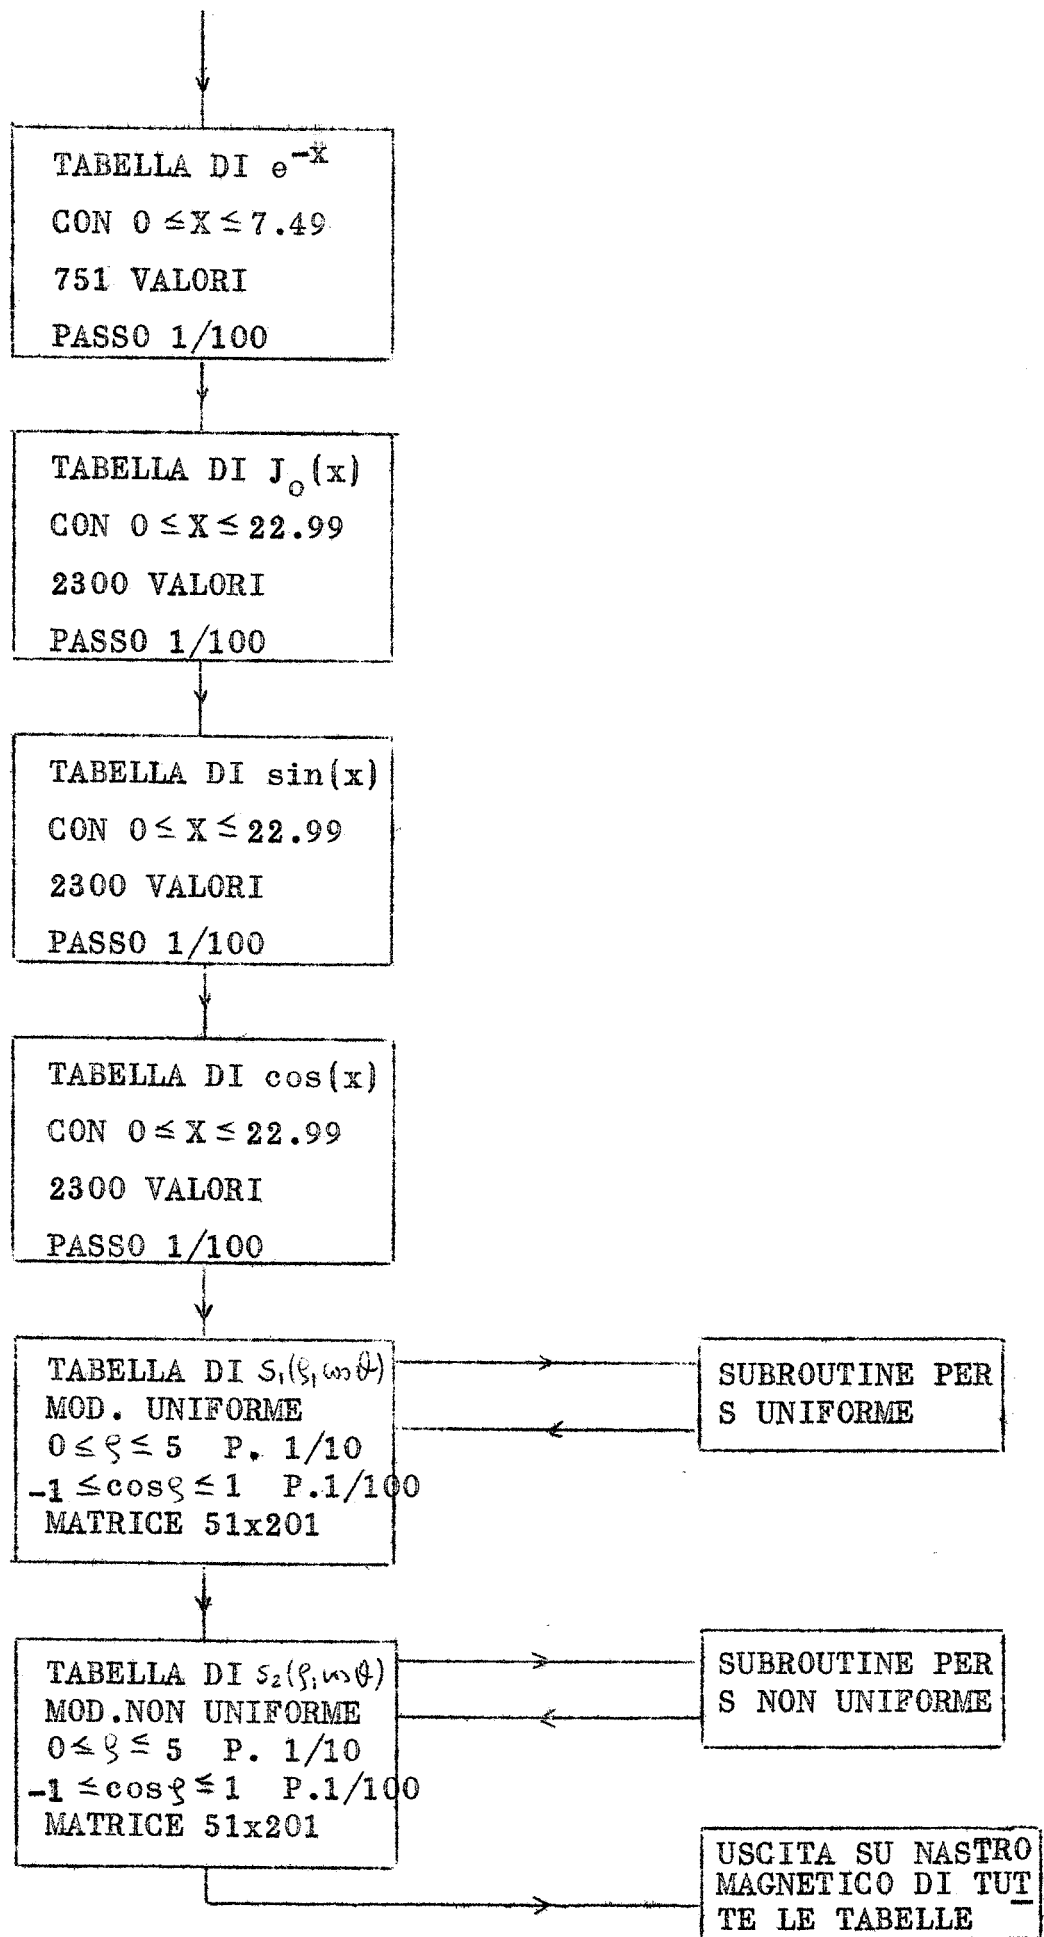 TABELLA DI e⁻ˣ
CON 0 ≤ X ≤ 7.49
751 VALORI
PASSO 1/100
TABELLA DI J₀(x)
CON 0 ≤ X ≤ 22.99
2300 VALORI
PASSO 1/100
TABELLA DI sin(x)
CON 0 ≤ X ≤ 22.99
2300 VALORI
PASSO 1/100
TABELLA DI cos(x)
CON 0 ≤ X ≤ 22.99
2300 VALORI
PASSO 1/100
TABELLA DI S₁(ρ, cos ϑ)
MOD. UNIFORME
0 ≤ ρ ≤ 5 P. 1/10
-1 ≤ cosρ ≤ 1 P.1/100
MATRICE 51x201
SUBROUTINE PER
S UNIFORME
TABELLA DI S₂(ρ, cos ϑ)
MOD.NON UNIFORME
0 ≤ ρ ≤ 5 P. 1/10
-1 ≤ cosρ ≤ 1 P.1/100
MATRICE 51x201
SUBROUTINE PER
S NON UNIFORME
USCITA SU NASTRO
MAGNETICO DI TUT
TE LE TABELLE